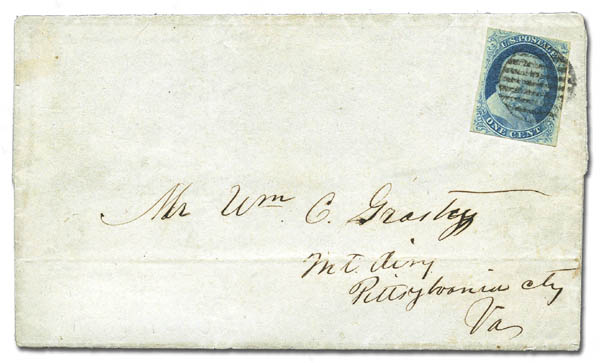 U.S. POSTAGE
ONE CENT
Mr Wm C. Grasty
Mt. Airy
Pittsylvania cty
Va